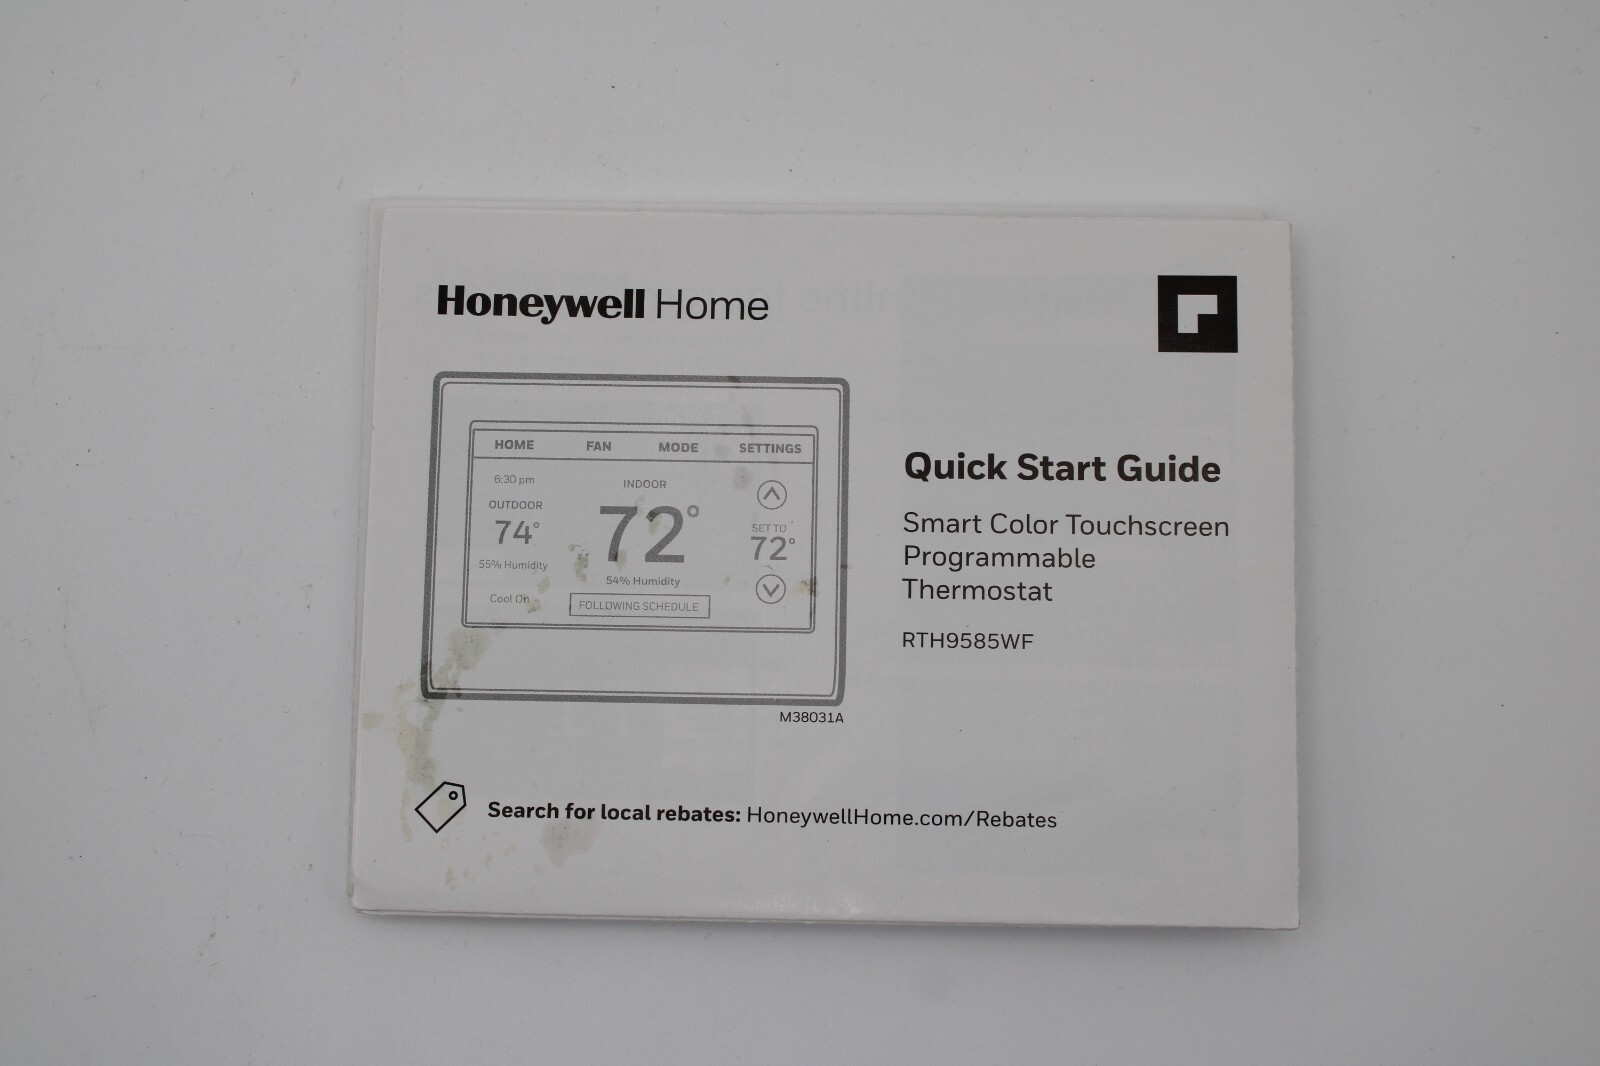 Honeywell Home
HOME FAN MODE SETTINGS
6:30 pm
OUTDOOR
74°
55% Humidity
Cool On
INDOOR
72°
54% Humidity
FOLLOWING SCHEDULE
SET TO
72°
M38031A
Quick Start Guide
Smart Color Touchscreen
Programmable
Thermostat
RTH9585WF
Search for local rebates: HoneywellHome.com/Rebates